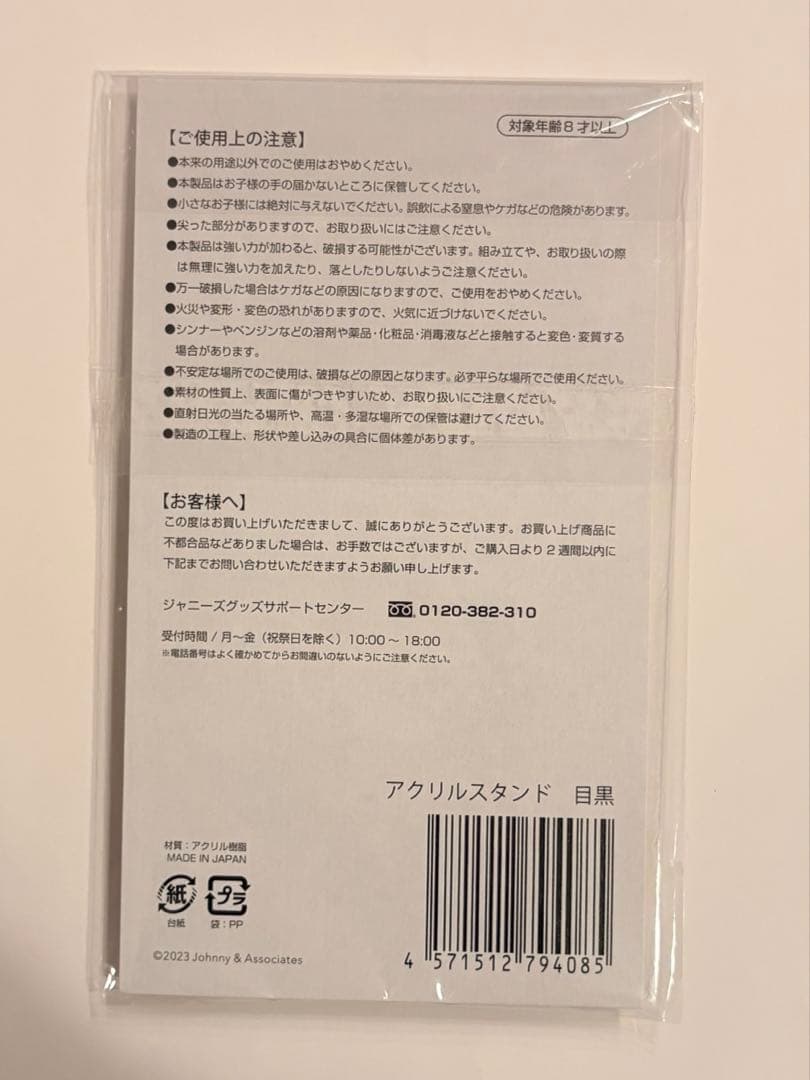 対象年齢8才以上
【ご使用上の注意】
●本来の用途以外でのご使用はおやめください。
●本製品はお子様の手の届かないところに保管してください。
●小さなお子様には絶対に与えないでください。誤飲による窒息やケガなどの危険があります。
●尖った部分がありますので、お取り扱いにはご注意ください。
●本製品は強い力が加わると、破損する可能性がございます。組み立てや、お取り扱いの際
は無理に強い力を加えたり、落としたりしないようご注意ください。
●万一破損した場合はケガなどの原因になりますので、ご使用をおやめください。
●火災や変形・変色の恐れがありますので、火気に近づけないでください。
●シンナーやベンジンなどの溶剤や薬品・化粧品・消毒液などと接触すると変色・変質する
場合があります。
●不安定な場所でのご使用は、破損などの原因となります。必ず平らな場所でご使用ください。
●素材の性質上、表面に傷がつきやすいため、お取り扱いにご注意ください。
●直射日光の当たる場所や、高温・多湿な場所での保管は避けてください。
●製造の工程上、形状や差し込みの具合に個体差があります。
【お客様へ】
この度はお買い上げいただきまして、誠にありがとうございます。お買い上げ商品に
不都合品などありました場合は、お手数ではございますが、ご購入日より2週間以内に
下記までお問い合わせいただきますようお願い申し上げます。
ジャニーズグッズサポートセンター 0120-382-310
受付時間 / 月～金（祝祭日を除く）10:00～18:00
※電話番号はよく確かめてからお間違いのないようにご注意ください。
アクリルスタンド 目黒
材質：アクリル樹脂
MADE IN JAPAN
紙 プラ
台紙 袋：PP
©2023 Johnny & Associates
4 571512 794085